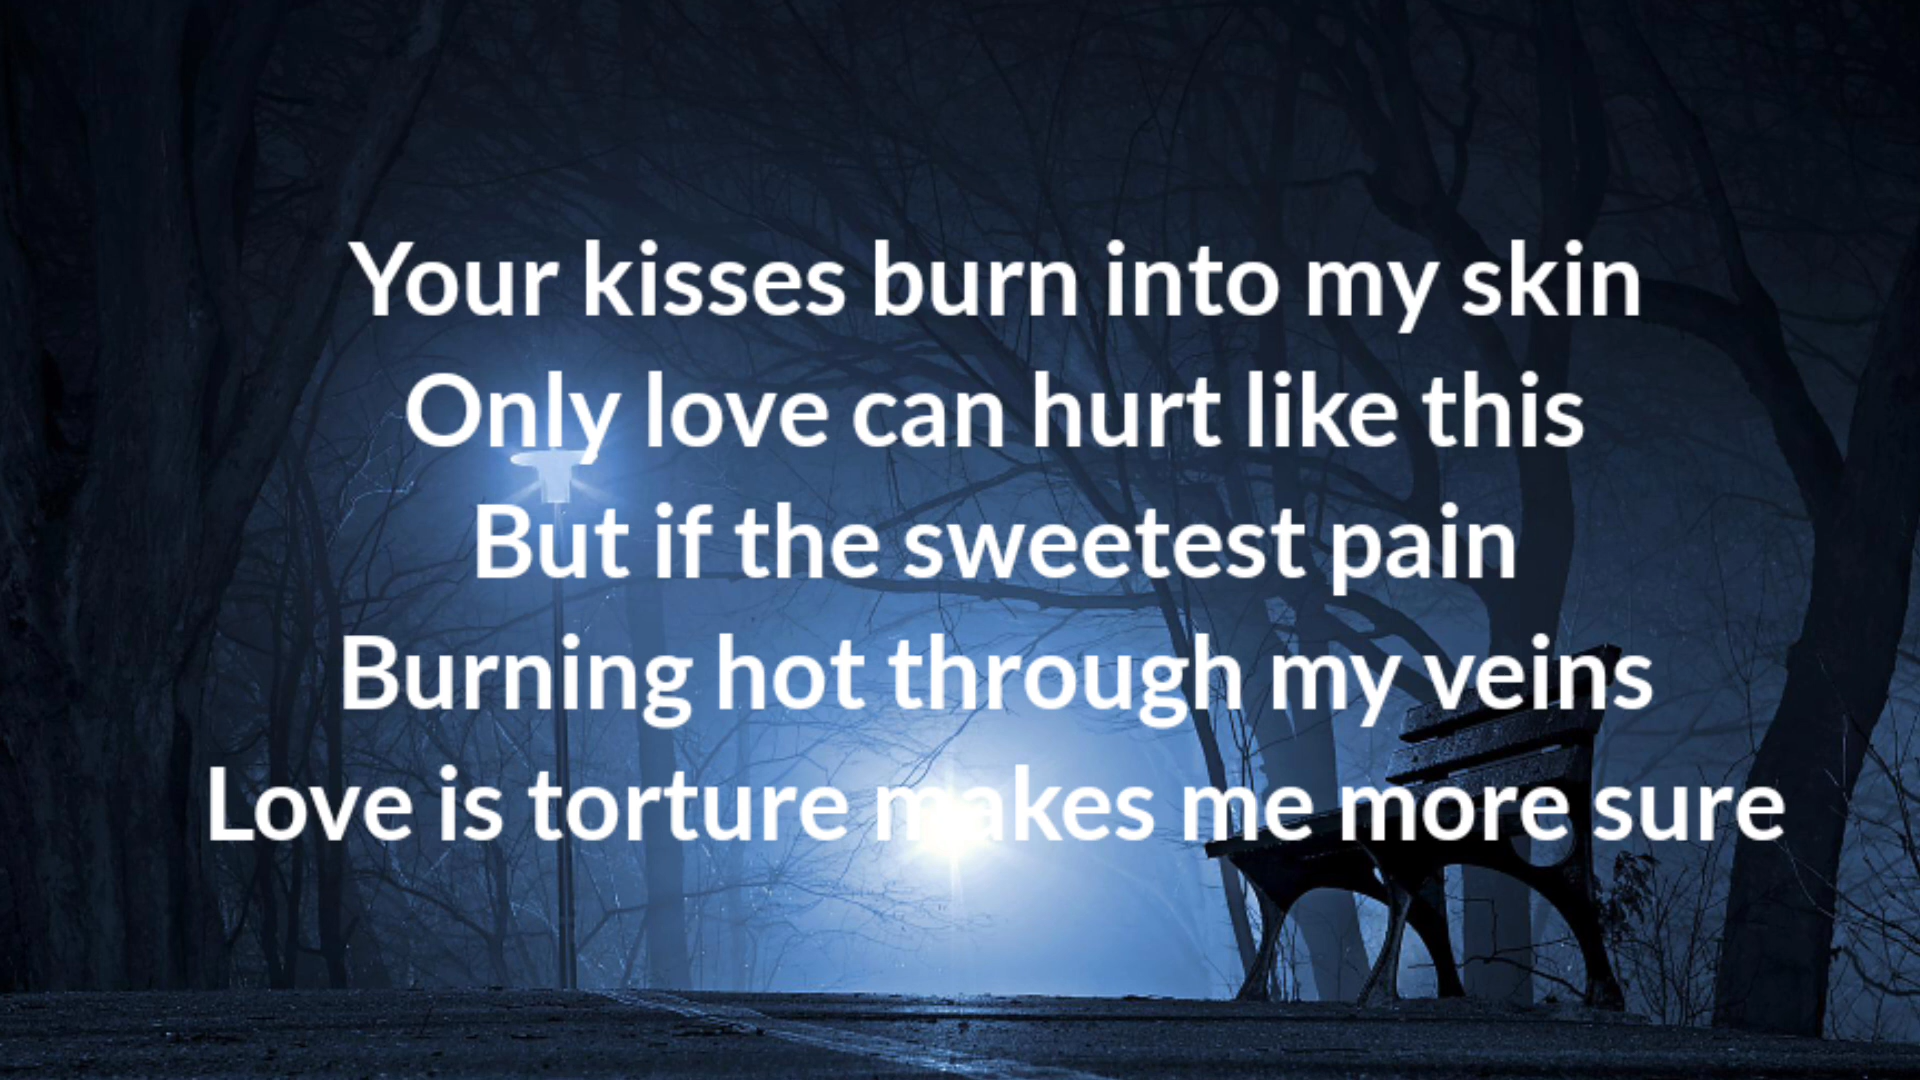 Your kisses burn into my skin
Only love can hurt like this
But if the sweetest pain
Burning hot through my veins
Love is torture makes me more sure